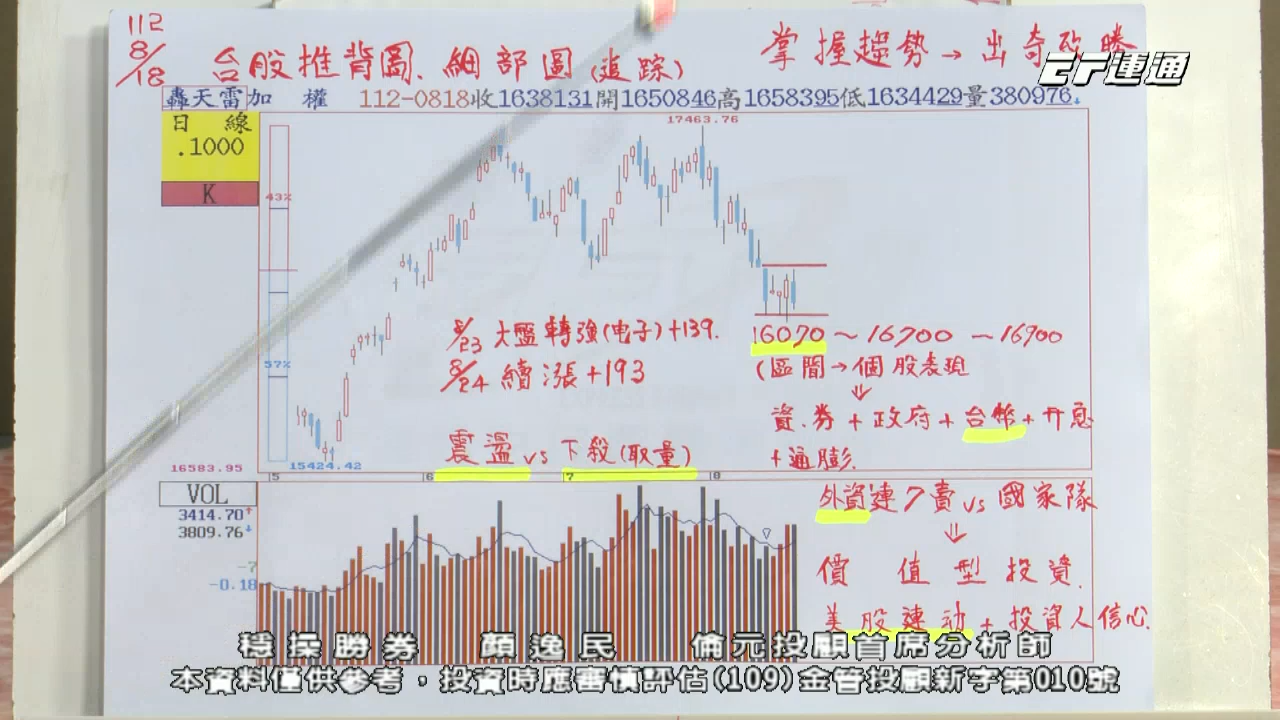 112
8/18
台股推背圖.細部圖(追踪)
掌握趨勢→出奇致勝
ET運通
轟天雷加 權 112-0818收1638131開1650846高1658395低1634429量380976
日 線
.1000
K
17463.76
43%
57%
8/23 大盤轉強(电子)+139.
8/24 續漲+193
16070~16700 -16900
(區間→個股表現
資.券+政府+台幣+升息
+通膨.
震盪vs下殺(取量)
16583.95
15424.42
5 6 7 8
VOL
3414.70
3809.76
-7
-0.18
外資連7賣vs國家隊
價值型投資.
美股連动+投資人信心.
穩操勝券 顏逸民 倫元投顧首席分析師
本資料僅供參考，投資時應審慎評估(109)金管投顧新字第010號